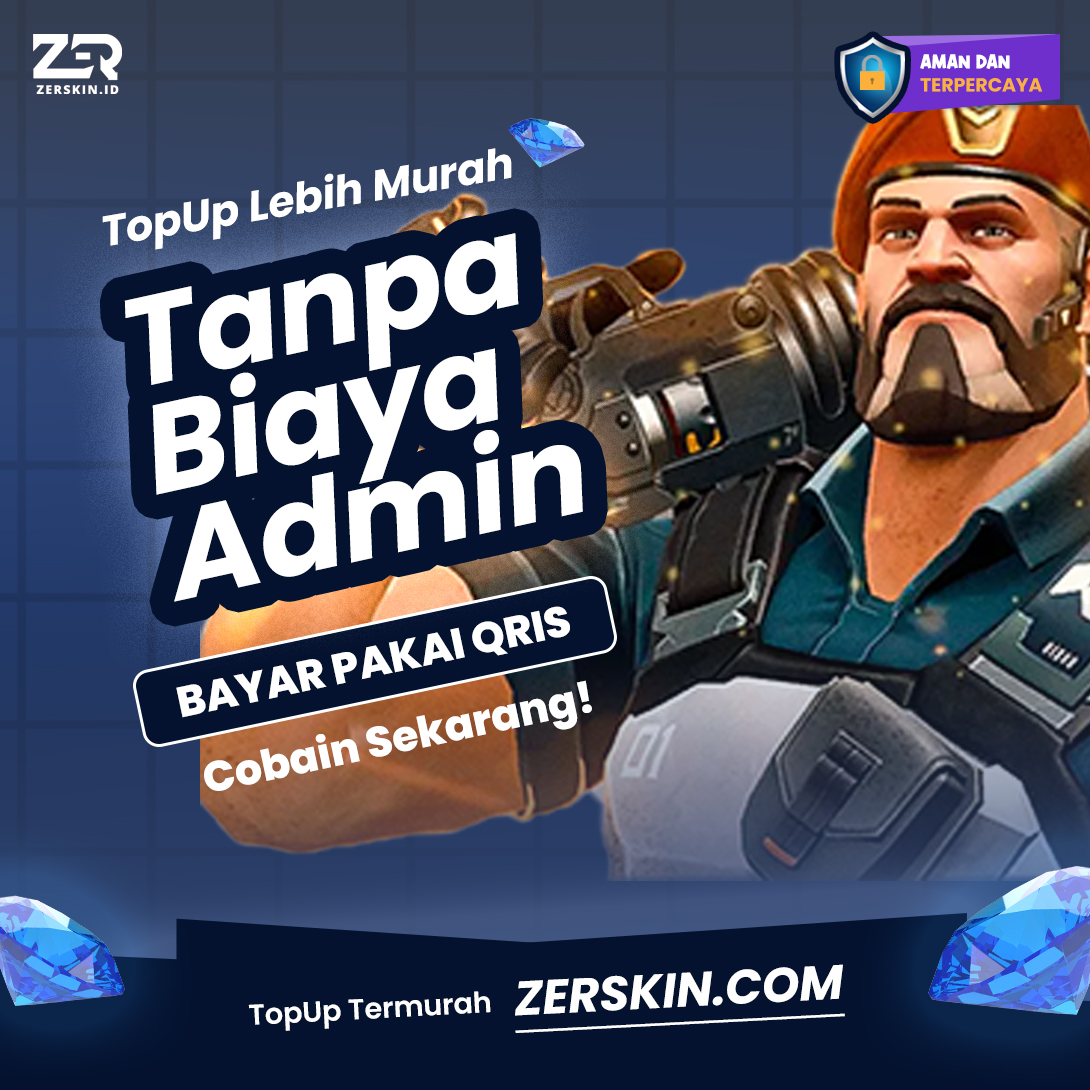 ZER
ZERSKIN.ID
AMAN DAN
TERPERCAYA
TopUp Lebih Murah
Tanpa
Biaya
Admin
BAYAR PAKAI QRIS
Cobain Sekarang!
01
TopUp Termurah ZERSKIN.COM